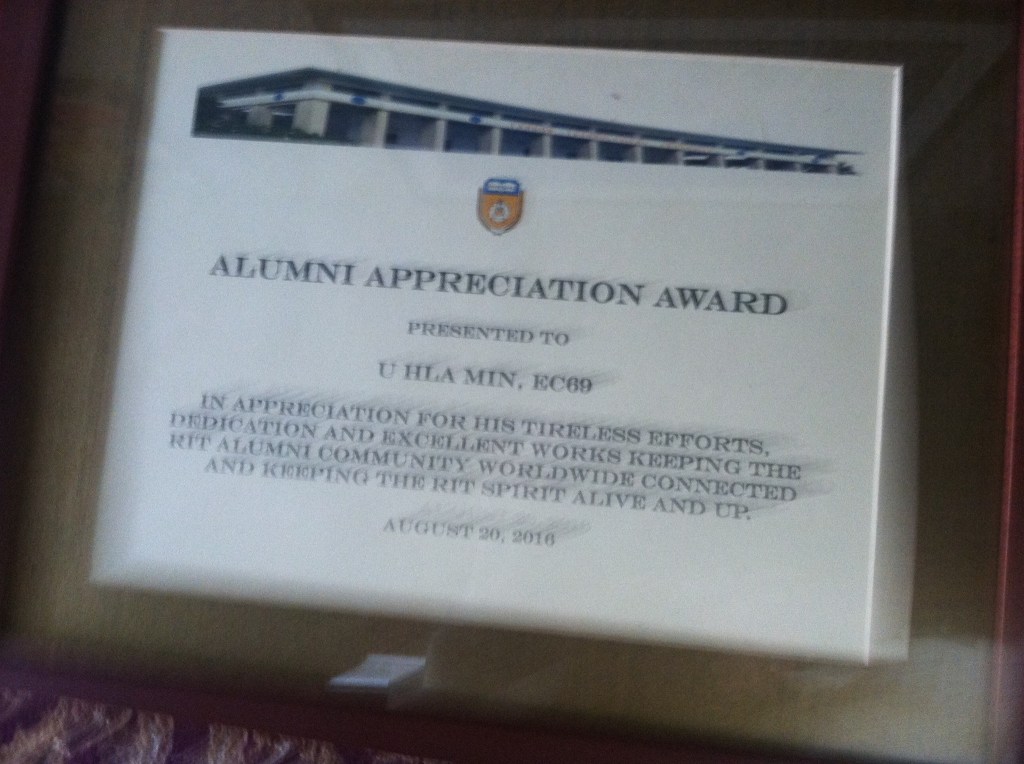 ALUMNI APPRECIATION AWARD
PRESENTED TO
U HLA MIN, EC69
IN APPRECIATION FOR HIS TIRELESS EFFORTS,
DEDICATION AND EXCELLENT WORKS KEEPING THE
RIT ALUMNI COMMUNITY WORLDWIDE CONNECTED
AND KEEPING THE RIT SPIRIT ALIVE AND UP.
AUGUST 20, 2016